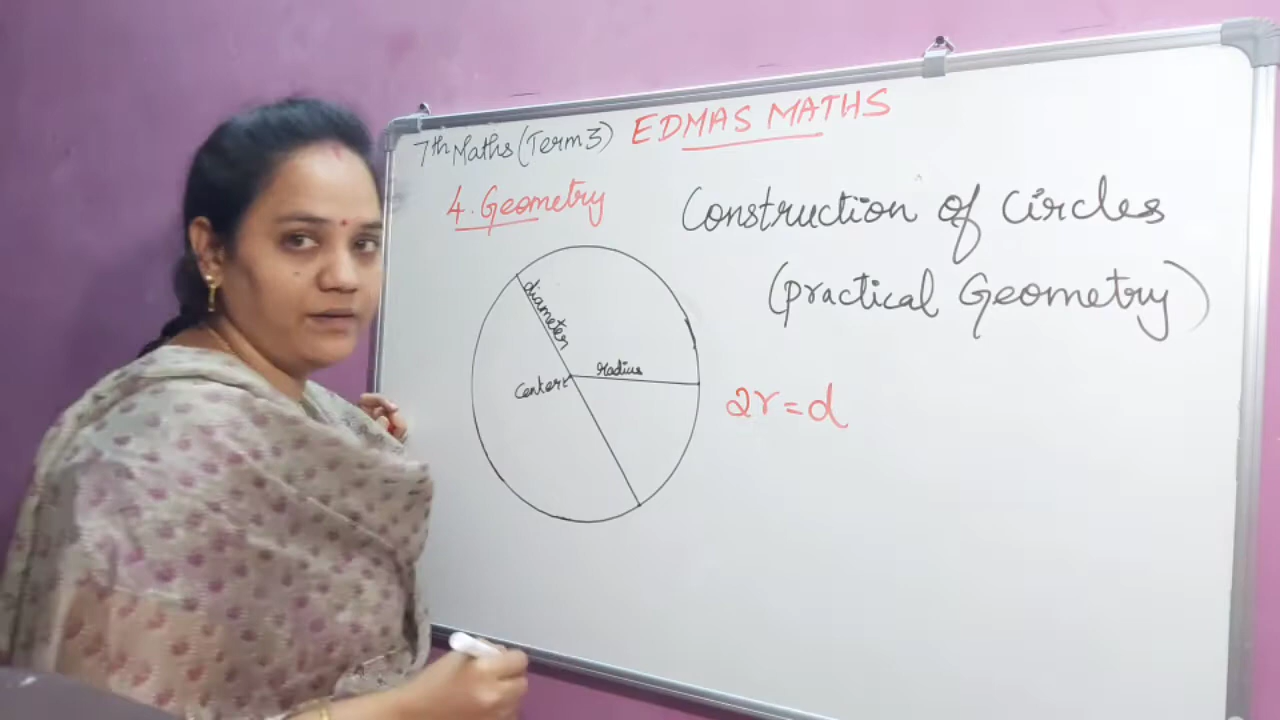 7th Maths (Term 3)
EDMAS MATHS
4. Geometry
Construction of Circles
(practical Geometry)
diameter
radius
Center
2r = d